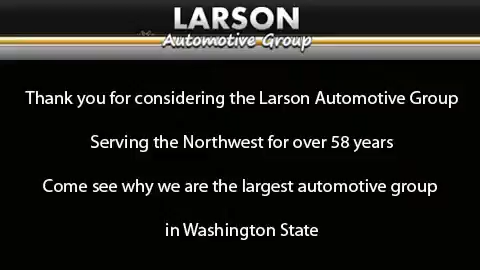 LARSON
Automotive Group
Thank you for considering the Larson Automotive Group
Serving the Northwest for over 58 years
Come see why we are the largest automotive group
in Washington State